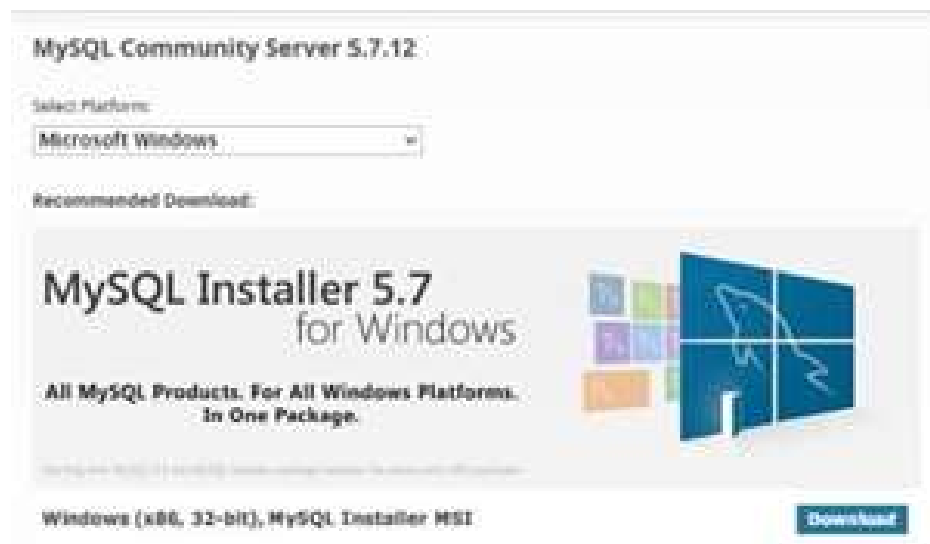 MySQL Community Server 5.7.12
Select Platform:
Microsoft Windows
Recommended Download:
MySQL Installer 5.7
for Windows
All MySQL Products. For All Windows Platforms.
In One Package.
Windows (x86, 32-bit), MySQL Installer MSI
Download